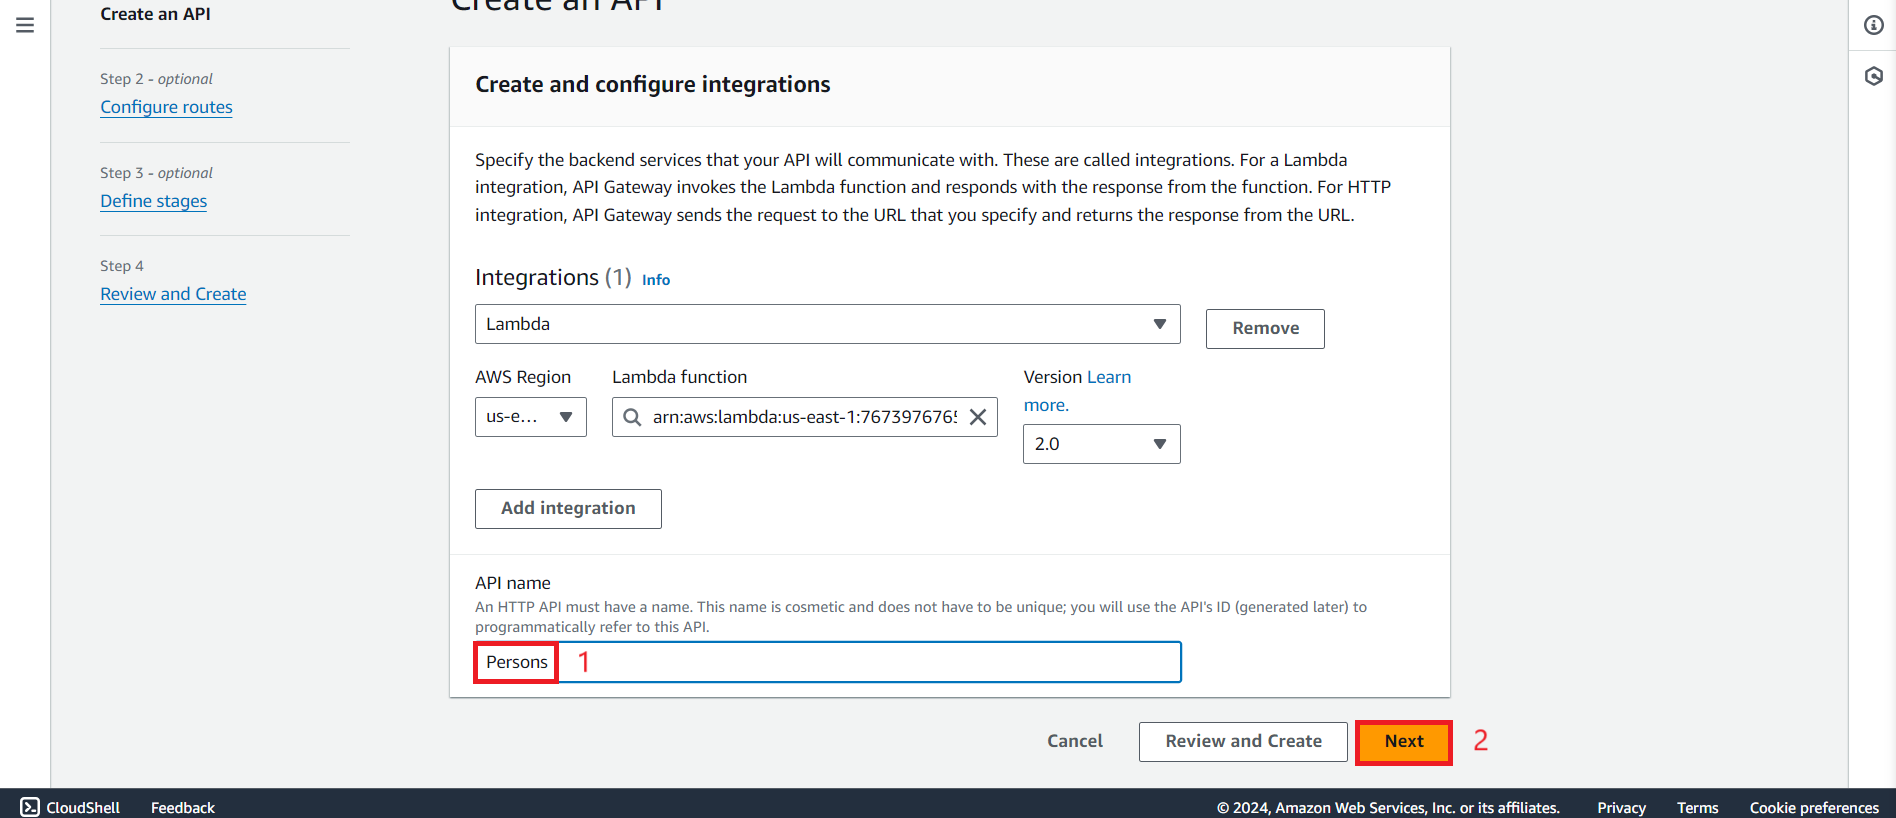 Create an API
Create an API
Step 2 - optional
Configure routes
Step 3 - optional
Define stages
Step 4
Review and Create
Create and configure integrations
Specify the backend services that your API will communicate with. These are called integrations. For a Lambda
integration, API Gateway invokes the Lambda function and responds with the response from the function. For HTTP
integration, API Gateway sends the request to the URL that you specify and returns the response from the URL.
Integrations (1) Info
Lambda
Remove
AWS Region
Lambda function
Version Learn
more.
us-e...
arn:aws:lambda:us-east-1:7673976765
2.0
Add integration
API name
An HTTP API must have a name. This name is cosmetic and does not have to be unique; you will use the API's ID (generated later) to
programmatically refer to this API.
Persons 1
Cancel
Review and Create
Next 2
CloudShell
Feedback
© 2024, Amazon Web Services, Inc. or its affiliates.
Privacy
Terms
Cookie preferences